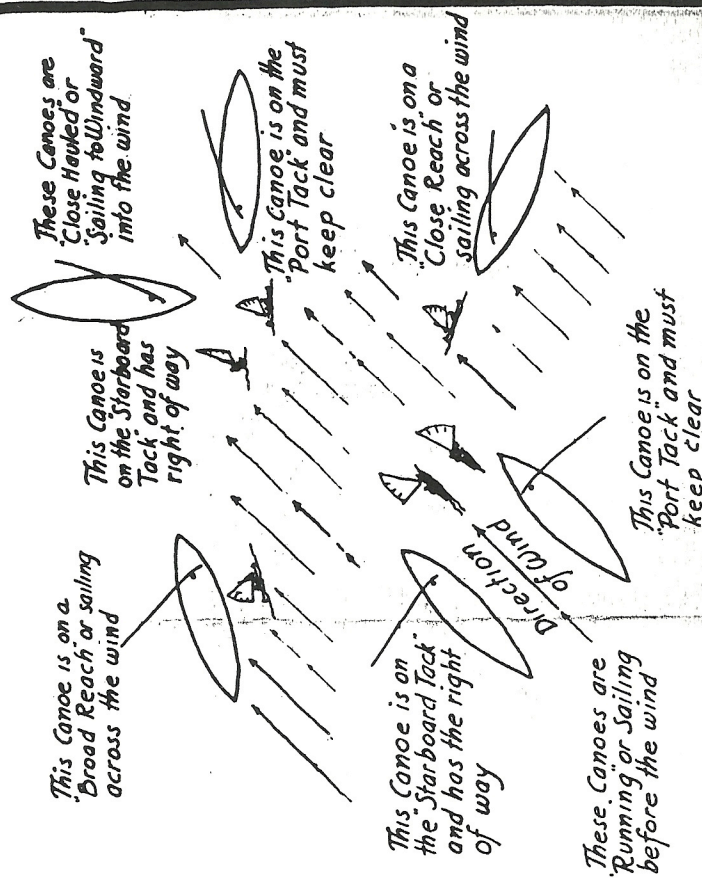 These Canoes are
"Close Hauled" or
"Sailing to Windward"
into the wind
This Canoe is on the
"Port Tack" and must
keep clear
This Canoe is on a
"Close Reach" or
sailing across the wind
This Canoe is
on the "Starboard
Tack" and has
right of way
This Canoe is on the
"Port Tack" and must
keep clear
This Canoe is on a
"Broad Reach" or sailing
across the wind
Direction
of Wind
This Canoe is on
the "Starboard Tack"
and has the right
of way
These Canoes are
"Running" or Sailing
before the wind